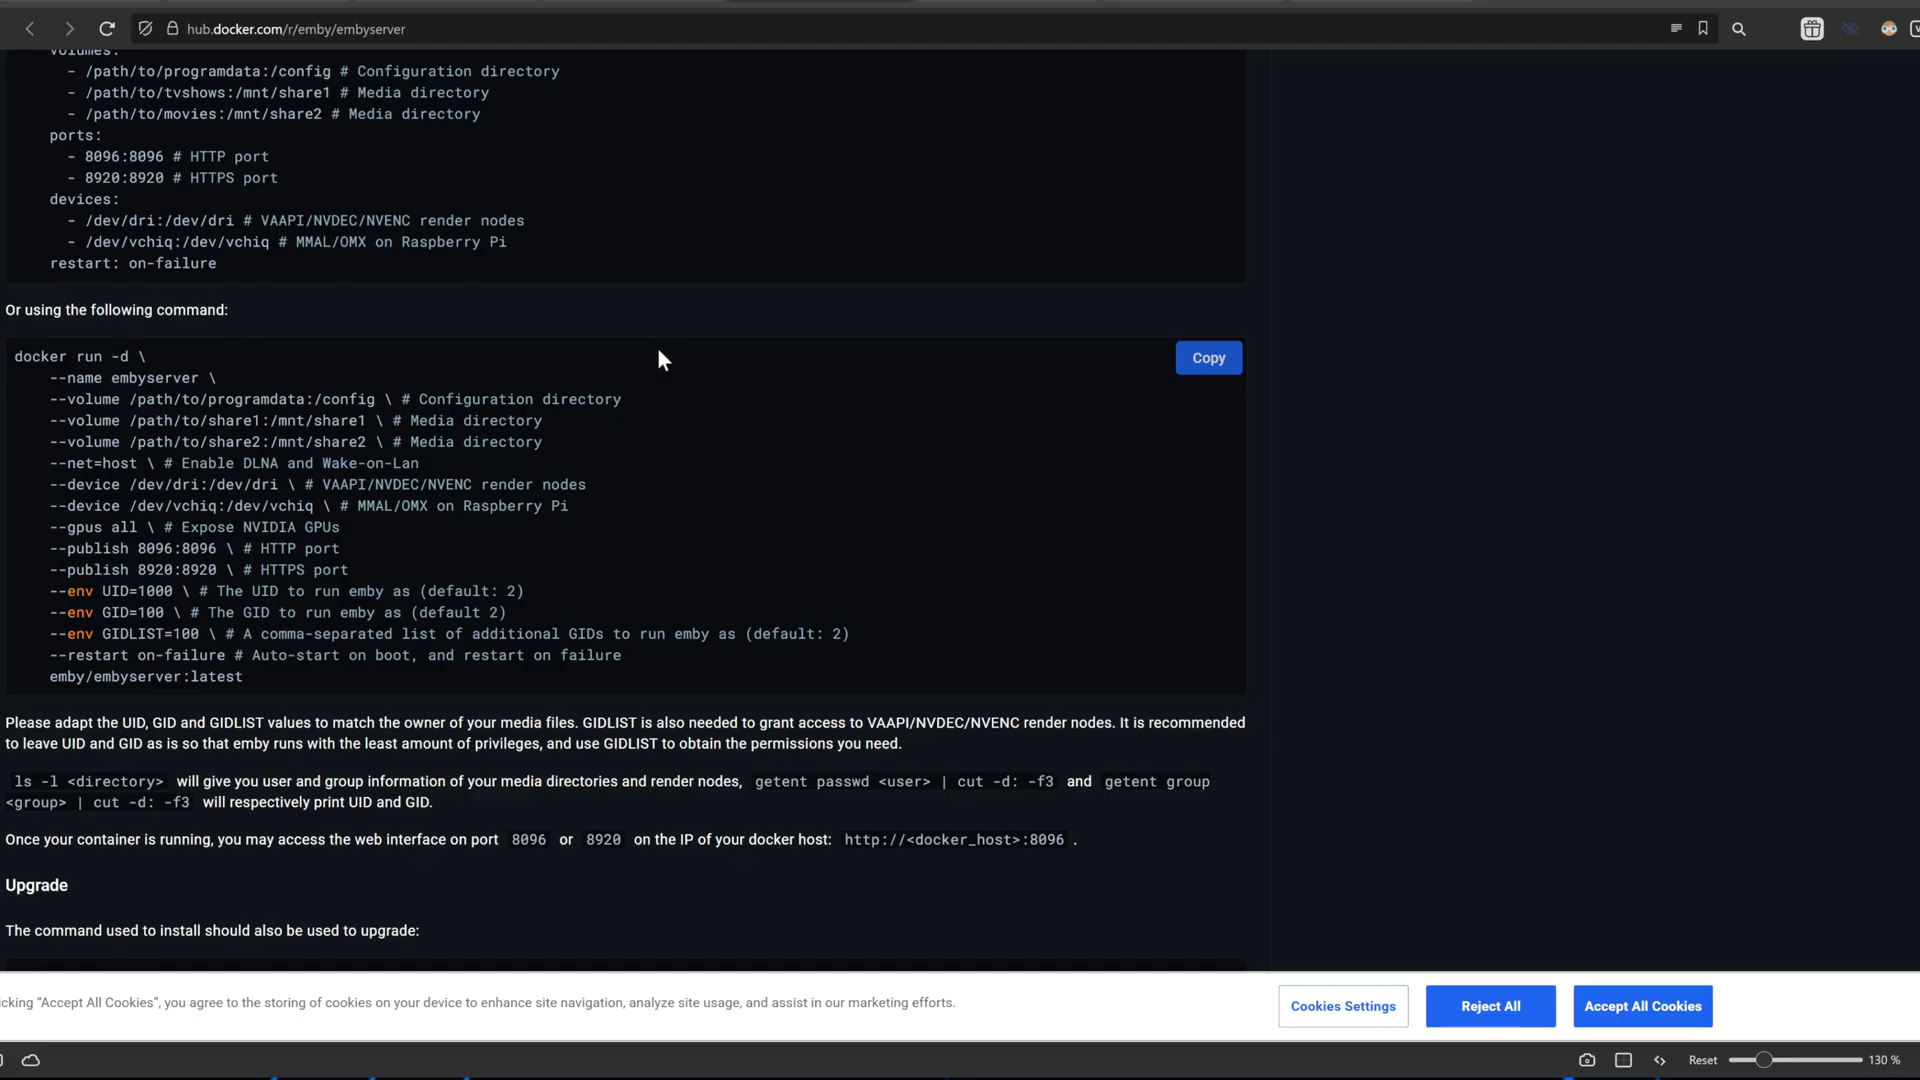 hub.docker.com/r/emby/embyserver
volumes:
- /path/to/programdata:/config # Configuration directory
- /path/to/tvshows:/mnt/share1 # Media directory
- /path/to/movies:/mnt/share2 # Media directory
ports:
- 8096:8096 # HTTP port
- 8920:8920 # HTTPS port
devices:
- /dev/dri:/dev/dri # VAAPI/NVDEC/NVENC render nodes
- /dev/vchiq:/dev/vchiq # MMAL/OMX on Raspberry Pi
restart: on-failure
Or using the following command:
docker run -d \
Copy
--name embyserver \
--volume /path/to/programdata:/config \ # Configuration directory
--volume /path/to/share1:/mnt/share1 \ # Media directory
--volume /path/to/share2:/mnt/share2 \ # Media directory
--net=host \ # Enable DLNA and Wake-on-Lan
--device /dev/dri:/dev/dri \ # VAAPI/NVDEC/NVENC render nodes
--device /dev/vchiq:/dev/vchiq \ # MMAL/OMX on Raspberry Pi
--gpus all \ # Expose NVIDIA GPUs
--publish 8096:8096 \ # HTTP port
--publish 8920:8920 \ # HTTPS port
--env UID=1000 \ # The UID to run emby as (default: 2)
--env GID=100 \ # The GID to run emby as (default 2)
--env GIDLIST=100 \ # A comma-separated list of additional GIDs to run emby as (default: 2)
--restart on-failure # Auto-start on boot, and restart on failure
emby/embyserver:latest
Please adapt the UID, GID and GIDLIST values to match the owner of your media files. GIDLIST is also needed to grant access to VAAPI/NVDEC/NVENC render nodes. It is recommended
to leave UID and GID as is so that emby runs with the least amount of privileges, and use GIDLIST to obtain the permissions you need.
ls -l <directory> will give you user and group information of your media directories and render nodes, getent passwd <user> | cut -d: -f3 and getent group
<group> | cut -d: -f3 will respectively print UID and GID.
Once your container is running, you may access the web interface on port 8096 or 8920 on the IP of your docker host: http://<docker_host>:8096 .
Upgrade
The command used to install should also be used to upgrade:
icking “Accept All Cookies”, you agree to the storing of cookies on your device to enhance site navigation, analyze site usage, and assist in our marketing efforts.
Cookies Settings
Reject All
Accept All Cookies
Reset
130 %